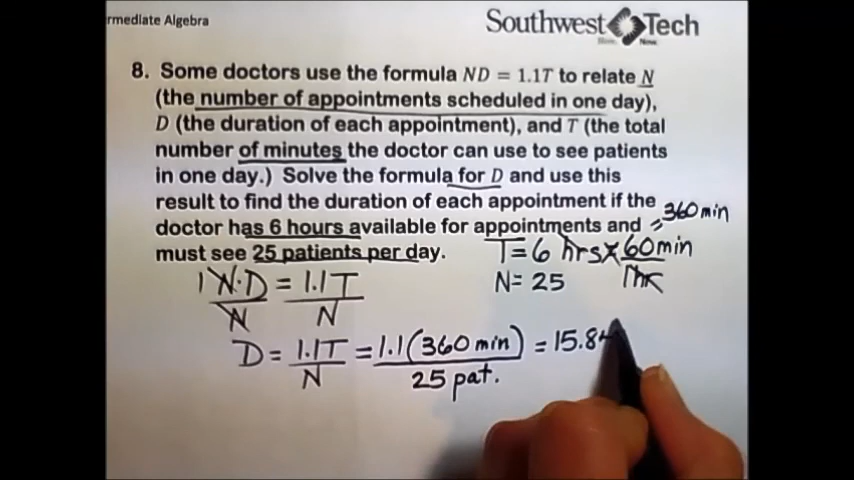 rmediate Algebra
Southwest Tech
Now.
8. Some doctors use the formula ND = 1.1T to relate N
(the number of appointments scheduled in one day),
D (the duration of each appointment), and T (the total
number of minutes the doctor can use to see patients
in one day.) Solve the formula for D and use this
result to find the duration of each appointment if the
doctor has 6 hours available for appointments and = 360 min
must see 25 patients per day. T = 6 hrs × 60 min / 1 hr
N = 25
1 N·D / N = 1.1T / N
D = 1.1T / N = 1.1(360 min) / 25 pat. = 15.84